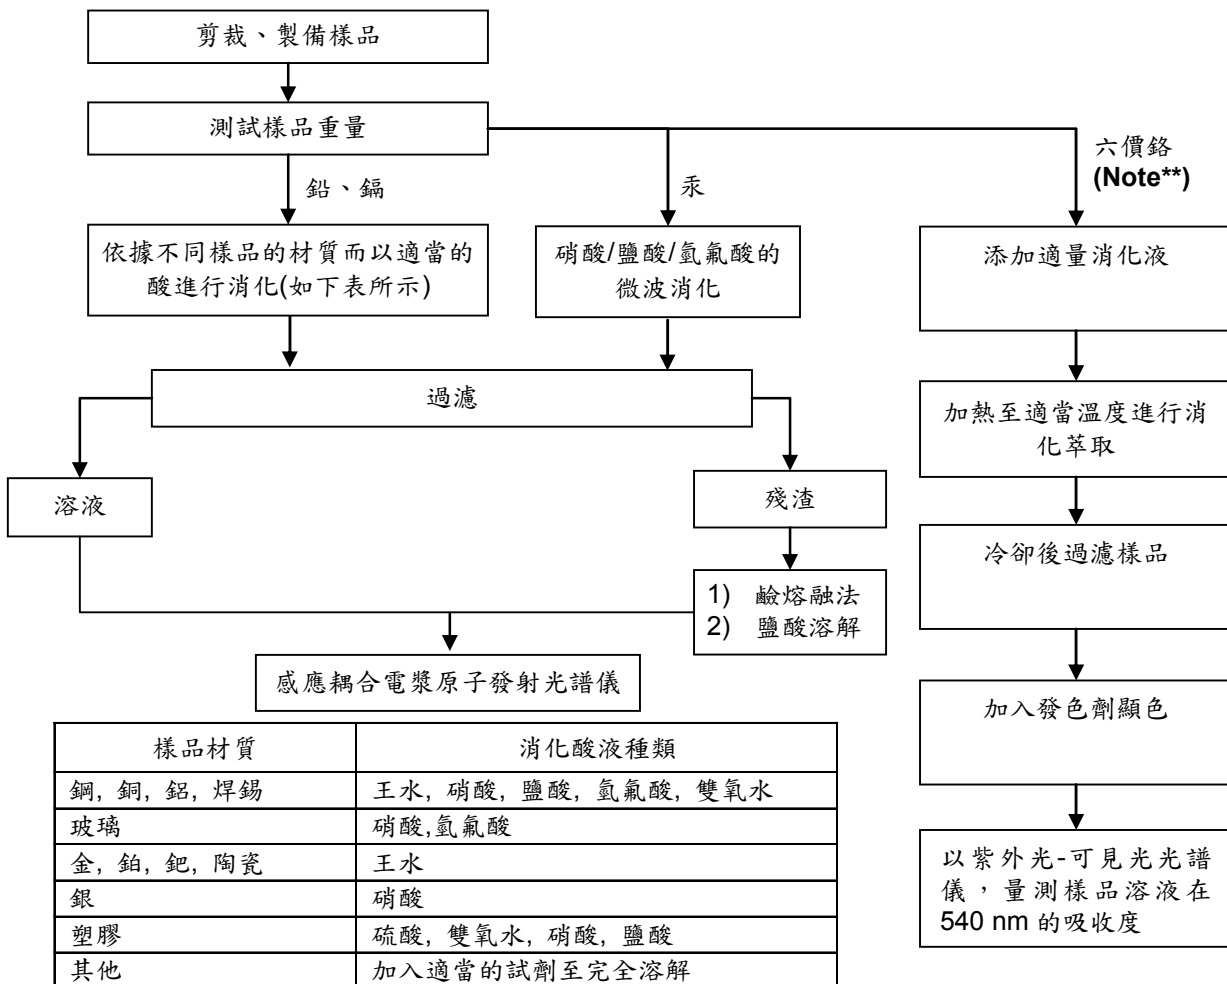 剪裁、製備樣品
測試樣品重量
鉛、鎘
汞
六價鉻
(Note**)
依據不同樣品的材質而以適當的
酸進行消化(如下表所示)
硝酸/鹽酸/氫氟酸的
微波消化
添加適量消化液
過濾
加熱至適當溫度進行消
化萃取
溶液
殘渣
冷卻後過濾樣品
1) 鹼熔融法
2) 鹽酸溶解
感應耦合電漿原子發射光譜儀
加入發色劑顯色
以紫外光-可見光光譜
儀，量測樣品溶液在
540 nm 的吸收度
樣品材質 消化酸液種類
鋼, 銅, 鋁, 焊錫 王水, 硝酸, 鹽酸, 氫氟酸, 雙氧水
玻璃 硝酸,氫氟酸
金, 鉑, 鈀, 陶瓷 王水
銀 硝酸
塑膠 硫酸, 雙氧水, 硝酸, 鹽酸
其他 加入適當的試劑至完全溶解